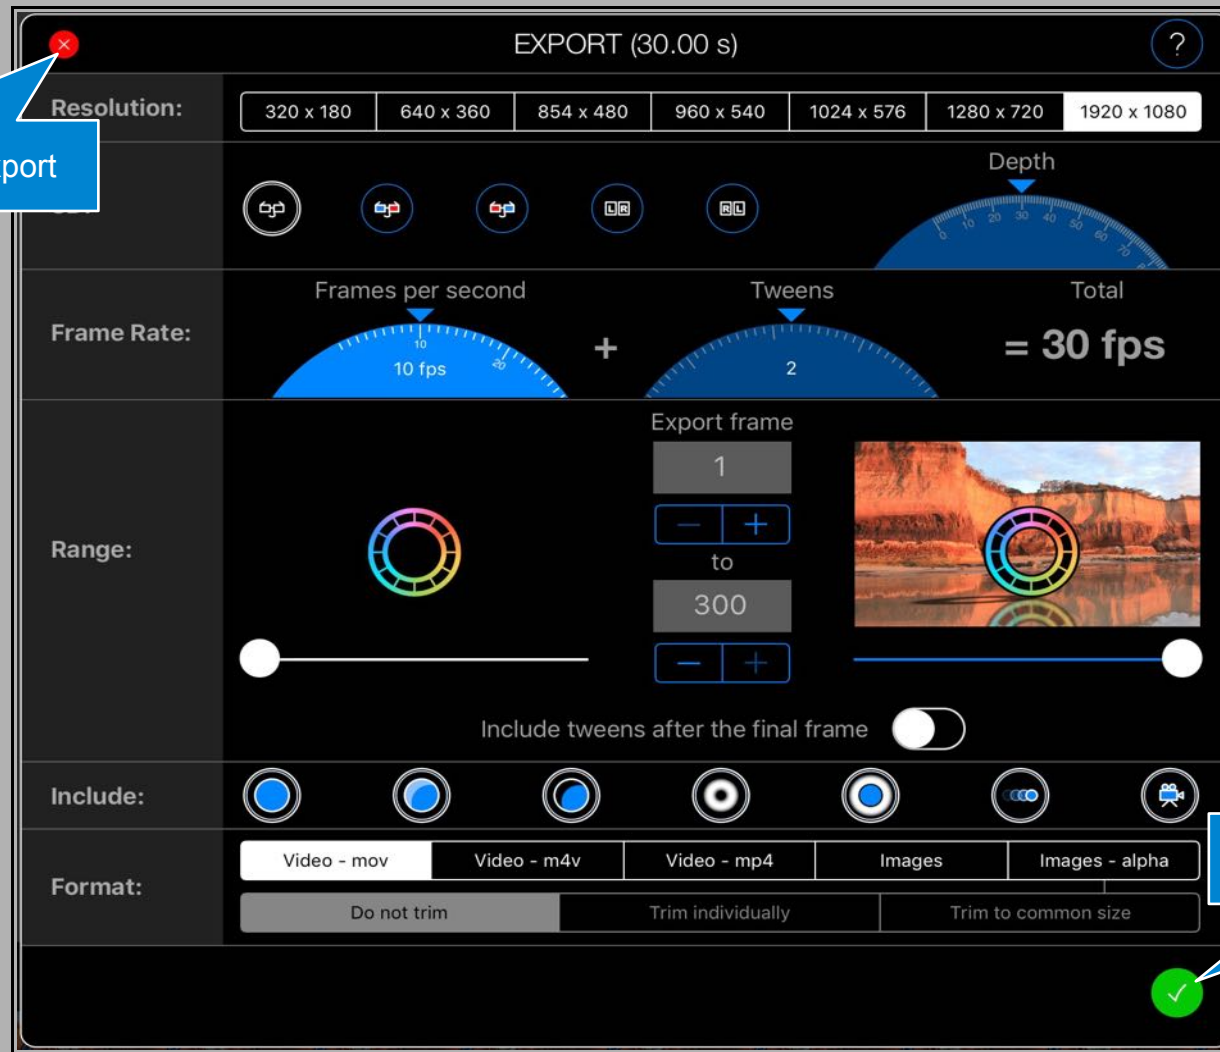 EXPORT (30.00 s)
?
Resolution:
320 x 180 640 x 360 854 x 480 960 x 540 1024 x 576 1280 x 720 1920 x 1080
Depth
L R R L
0 10 20 30 40 50 60 70
Frames per second Tweens Total
Frame Rate:
10 20
10 fps + 2 = 30 fps
Export frame
1
− +
Range:
to
300
− +
Include tweens after the final frame
Include:
Video - mov Video - m4v Video - mp4 Images Images - alpha
Format:
Do not trim Trim individually Trim to common size